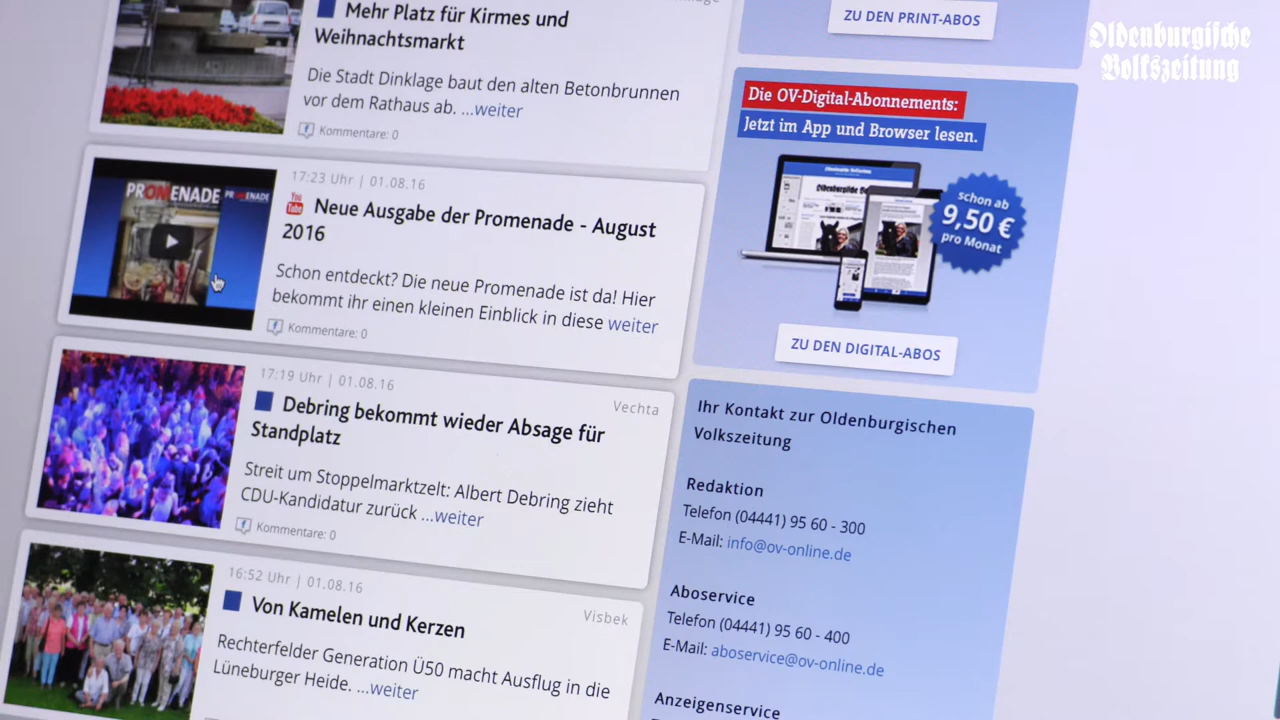 Mehr Platz für Kirmes und
Weihnachtsmarkt
Die Stadt Dinklage baut den alten Betonbrunnen
vor dem Rathaus ab. ...weiter
Kommentare: 0
PROMENADE PROMENADE
17:23 Uhr | 01.08.16
You
Tube
Neue Ausgabe der Promenade - August
2016
Schon entdeckt? Die neue Promenade ist da! Hier
bekommt ihr einen kleinen Einblick in diese weiter
Kommentare: 0
17:19 Uhr | 01.08.16
Vechta
Debring bekommt wieder Absage für
Standplatz
Streit um Stoppelmarktzelt: Albert Debring zieht
CDU-Kandidatur zurück ...weiter
Kommentare: 0
16:52 Uhr | 01.08.16
Visbek
Von Kamelen und Kerzen
Rechterfelder Generation Ü50 macht Ausflug in die
Lüneburger Heide. ...weiter
ZU DEN PRINT-ABOS
Die OV-Digital-Abonnements:
Jetzt im App und Browser lesen.
schon ab
9,50 €
pro Monat
ZU DEN DIGITAL-ABOS
Ihr Kontakt zur Oldenburgischen
Volkszeitung
Redaktion
Telefon (04441) 95 60 - 300
E-Mail: info@ov-online.de
Aboservice
Telefon (04441) 95 60 - 400
E-Mail: aboservice@ov-online.de
Anzeigenservice
Oldenburgische
Volkszeitung